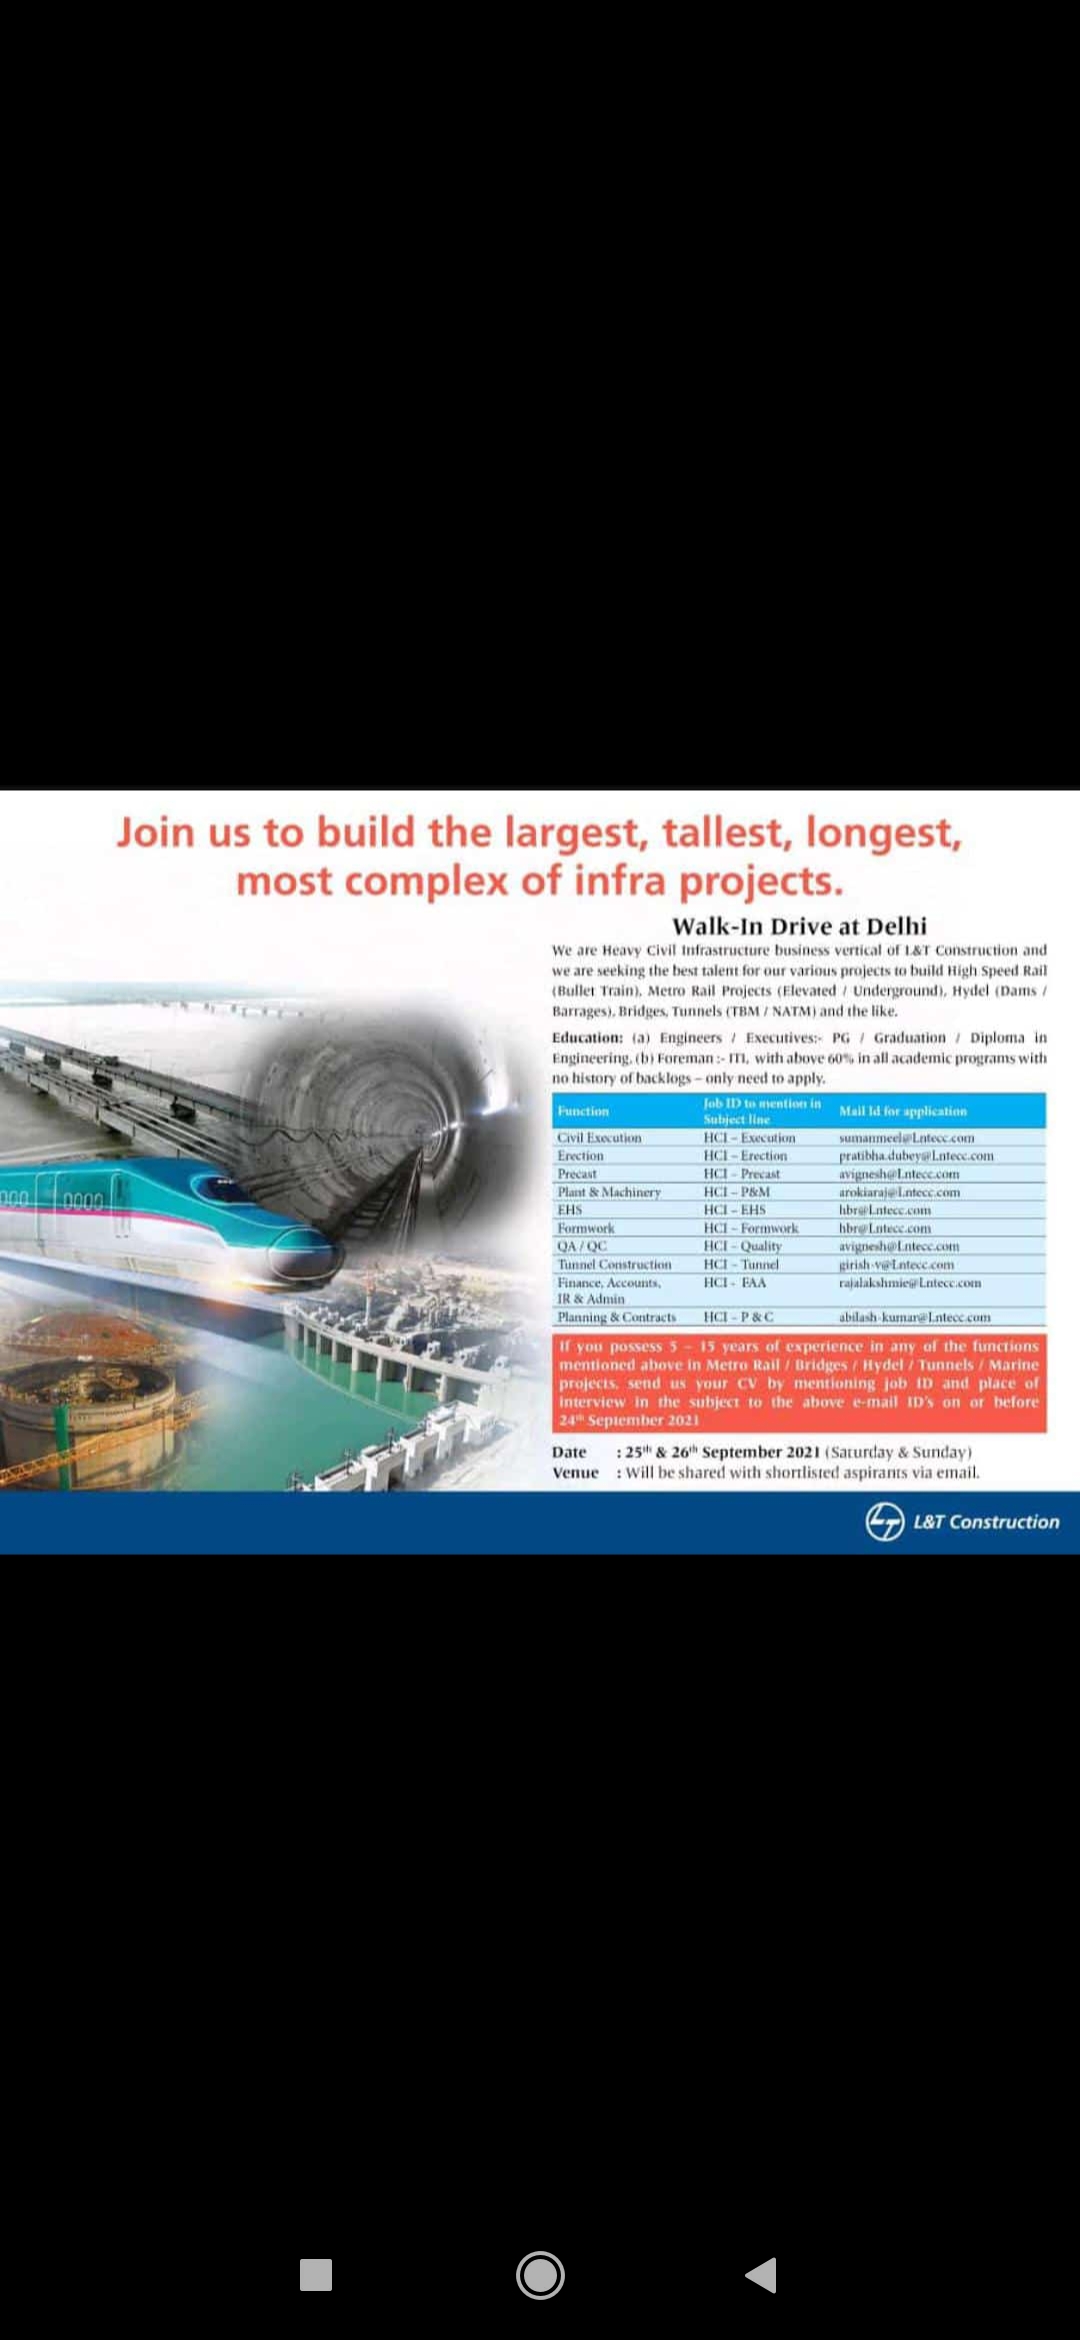 Join us to build the largest, tallest, longest,
most complex of infra projects.
Walk-In Drive at Delhi
We are Heavy Civil Infrastructure business vertical of L&T Construction and
we are seeking the best talent for our various projects to build High Speed Rail
(Bullet Train), Metro Rail Projects (Elevated / Underground), Hydel (Dams /
Barrages), Bridges, Tunnels (TBM / NATM) and the like.
Education: (a) Engineers / Executives:- PG / Graduation / Diploma in
Engineering, (b) Foreman :- ITI, with above 60% in all academic programs with
no history of backlogs – only need to apply.
Function Job ID to mention in Subject line Mail Id for application
Civil Execution HCI – Execution sumanmeel@Lntecc.com
Erection HCI – Erection pratibha.dubey@Lntecc.com
Precast HCI – Precast avignesh@Lntecc.com
Plant & Machinery HCI – P&M arokiaraj@Lntecc.com
EHS HCI – EHS hbr@Lntecc.com
Formwork HCI – Formwork hbr@Lntecc.com
QA / QC HCI – Quality avignesh@Lntecc.com
Tunnel Construction HCI – Tunnel girish-v@Lntecc.com
Finance, Accounts, HCI - FAA rajalakshmie@Lntecc.com
IR & Admin
Planning & Contracts HCI – P & C abilash-kumar@Lntecc.com
If you possess 5 – 15 years of experience in any of the functions
mentioned above in Metro Rail / Bridges / Hydel / Tunnels / Marine
projects, send us your CV by mentioning job ID and place of
interview in the subject to the above e-mail ID's on or before
24th September 2021
Date : 25th & 26th September 2021 (Saturday & Sunday)
Venue : Will be shared with shortlisted aspirants via email.
L&T Construction